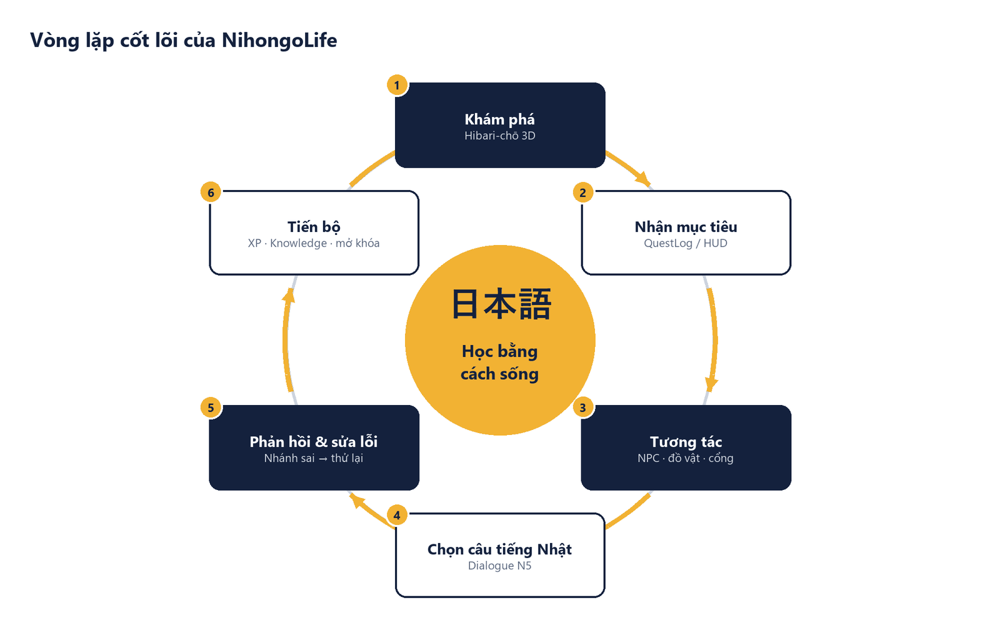 Vòng lặp cốt lõi của NihongoLife
1
Khám phá
Hibari-chō 3D
2
Nhận mục tiêu
QuestLog / HUD
3
Tương tác
NPC · đồ vật · cổng
4
Chọn câu tiếng Nhật
Dialogue N5
5
Phản hồi & sửa lỗi
Nhánh sai → thử lại
6
Tiến bộ
XP · Knowledge · mở khóa
日本語
Học bằng
cách sống